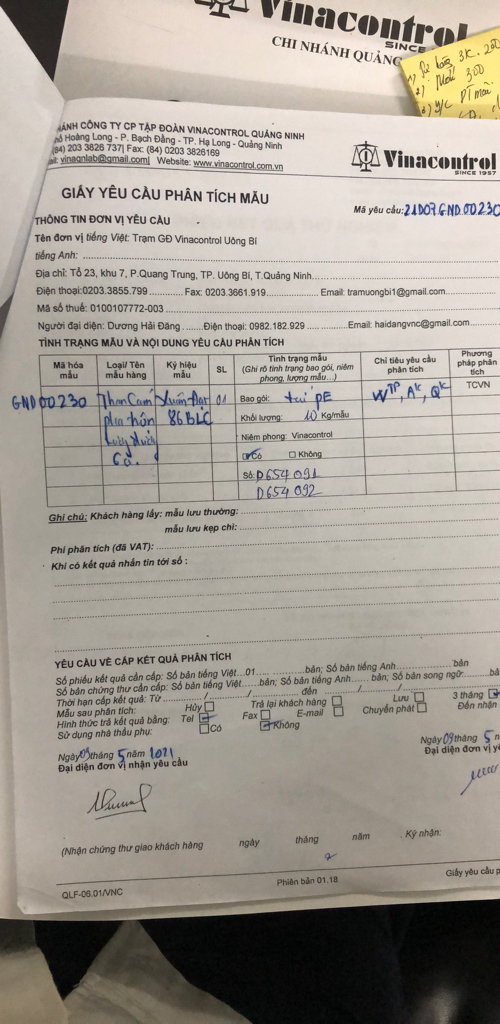 Vinacontrol
SINCE
CHI NHÁNH QUẢNG
3K.
300
HÁNH CÔNG TY CP TẬP ĐOÀN VINACONTROL QUẢNG NINH
Hoàng Long - P. Bạch Đằng - TP. Hạ Long - Quảng Ninh
(84) 203 3826 737| Fax: (84) 0203 3826169
vinaqnlab@gmail.com| Website: www.vinacontrol.com.vn
Vinacontrol
SINCE 1957
GIẤY YÊU CẦU PHÂN TÍCH MẪU
Mã yêu cầu: 21D07GND.00230
THÔNG TIN ĐƠN VỊ YÊU CẦU
Tên đơn vị tiếng Việt: Trạm GĐ Vinacontrol Uông Bí
tiếng Anh:
Địa chỉ: Tổ 23, khu 7, P.Quang Trung, TP. Uông Bí, T.Quảng Ninh
Điện thoại:0203.3855.799 Fax: 0203.3661.919 Email: tramuongbi1@gmail.com
Mã số thuế: 0100107772-003
Người đại diện: Dương Hải Đăng Điện thoại: 0982.182.929 Email: haidangvnc@gmail.com
TÌNH TRẠNG MẪU VÀ NỘI DUNG YÊU CẦU PHÂN TÍCH
Mã hóa mẫu Loại/ Tên mẫu hàng Ký hiệu mẫu SL Tình trạng mẫu (Ghi rõ tình trạng bao gói, niêm phong, lượng mẫu...) Chỉ tiêu yêu cầu phân tích Phương pháp phân tích
GND00230 Than Cám 01 Bao gói: túi PE W TP, Ak, Qk TCVN
86BLC Khối lượng: 10 Kg/mẫu
Niêm phong: Vinacontrol
Có Không
Số: D654091
D654092
Ghi chú: Khách hàng lấy: mẫu lưu thường:
mẫu lưu kẹp chì:
Phí phân tích (đã VAT):
Khi có kết quả nhắn tin tới số :
YÊU CẦU VỀ CẤP KẾT QUẢ PHÂN TÍCH
Số phiếu kết quả cần cấp: Số bản tiếng Việt...01... bản; Số bản tiếng Anh... bản
Số bản chứng thư cần cấp: Số bản tiếng Việt... bản; Số bản tiếng Anh... bản; Số bản song ngữ:
Thời hạn cấp kết quả: Từ / / đến / /
Mẫu sau phân tích: Hủy Trả lại khách hàng Lưu 3 tháng
Hình thức trả kết quả bằng: Tel Fax E-mail Chuyển phát Đến nhận
Sử dụng nhà thầu phụ: Có Không
Ngày 09 tháng 5 năm 2021
Ngày 09 tháng 5
Đại diện đơn vị nhận yêu cầu
Đại diện đơn vị
(Nhận chứng thư giao khách hàng ngày tháng năm . Ký nhận:
QLF-06.01/VNC
Phiên bản 01.18
Giấy yêu cầu